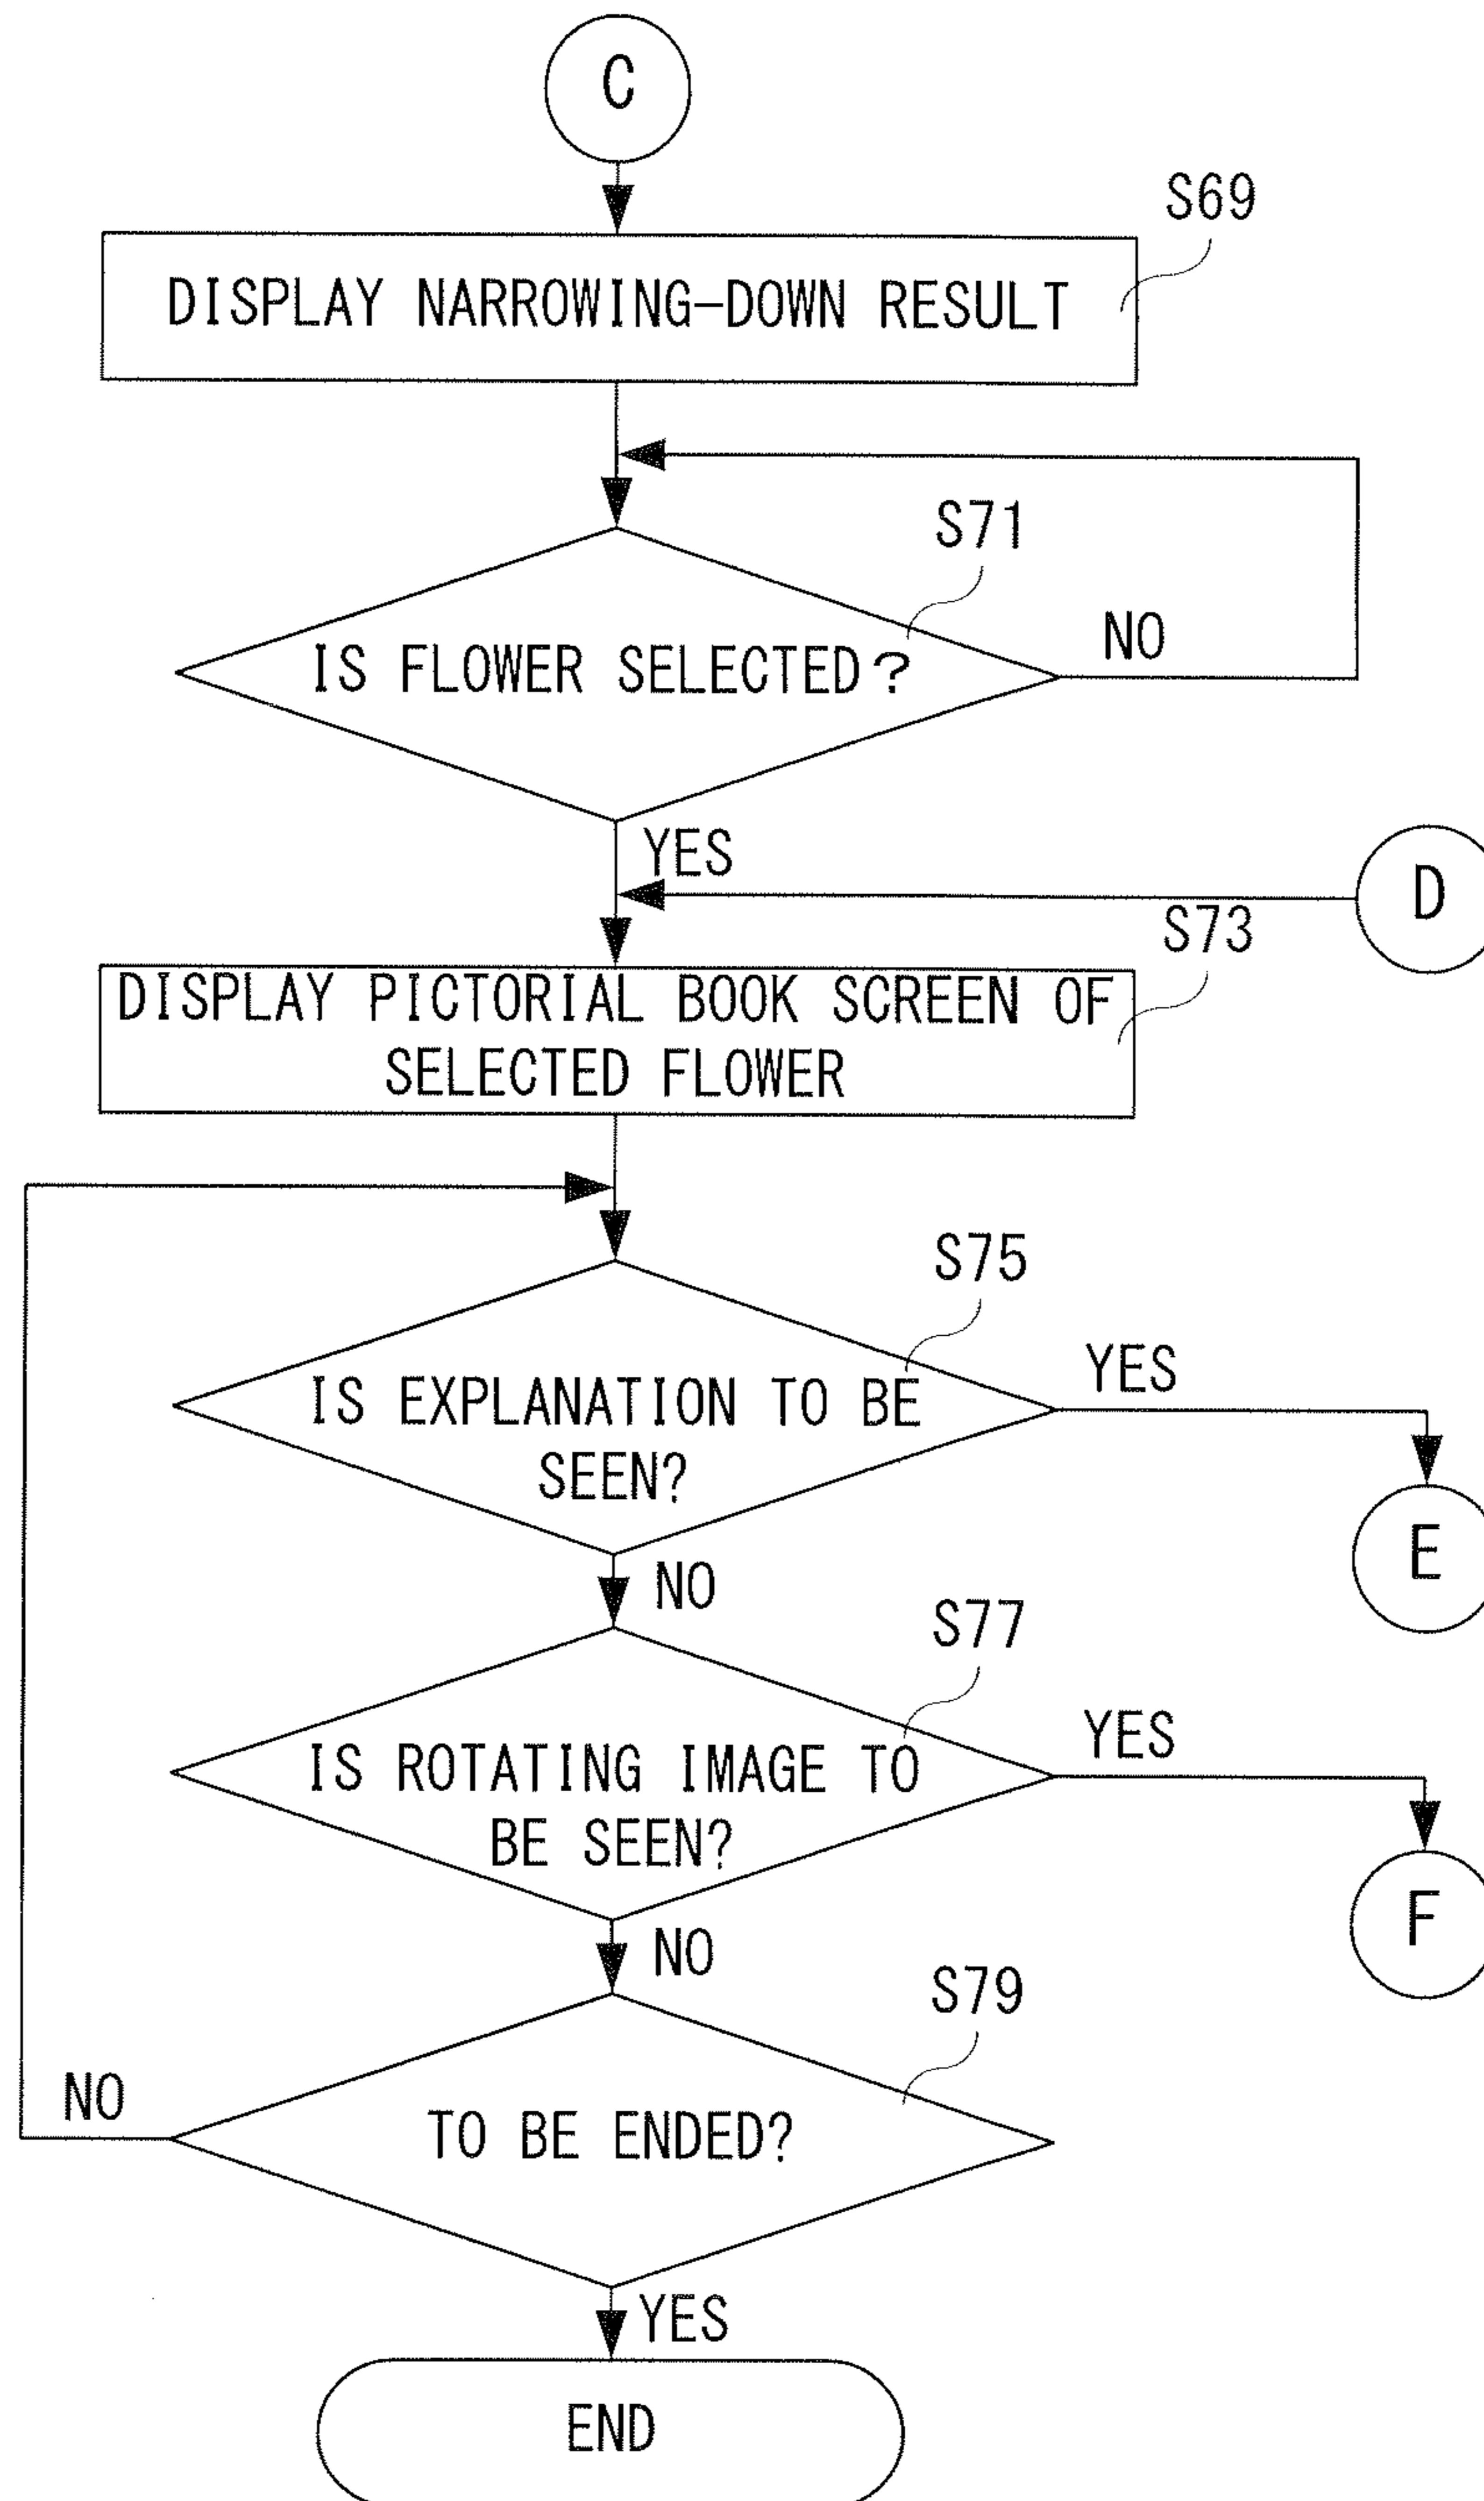 C
S69
DISPLAY NARROWING-DOWN RESULT
S71
IS FLOWER SELECTED?
NO
YES
D
S73
DISPLAY PICTORIAL BOOK SCREEN OF
SELECTED FLOWER
S75
YES
IS EXPLANATION TO BE
SEEN?
E
NO
S77
YES
IS ROTATING IMAGE TO
BE SEEN?
F
NO
S79
NO
TO BE ENDED?
YES
END